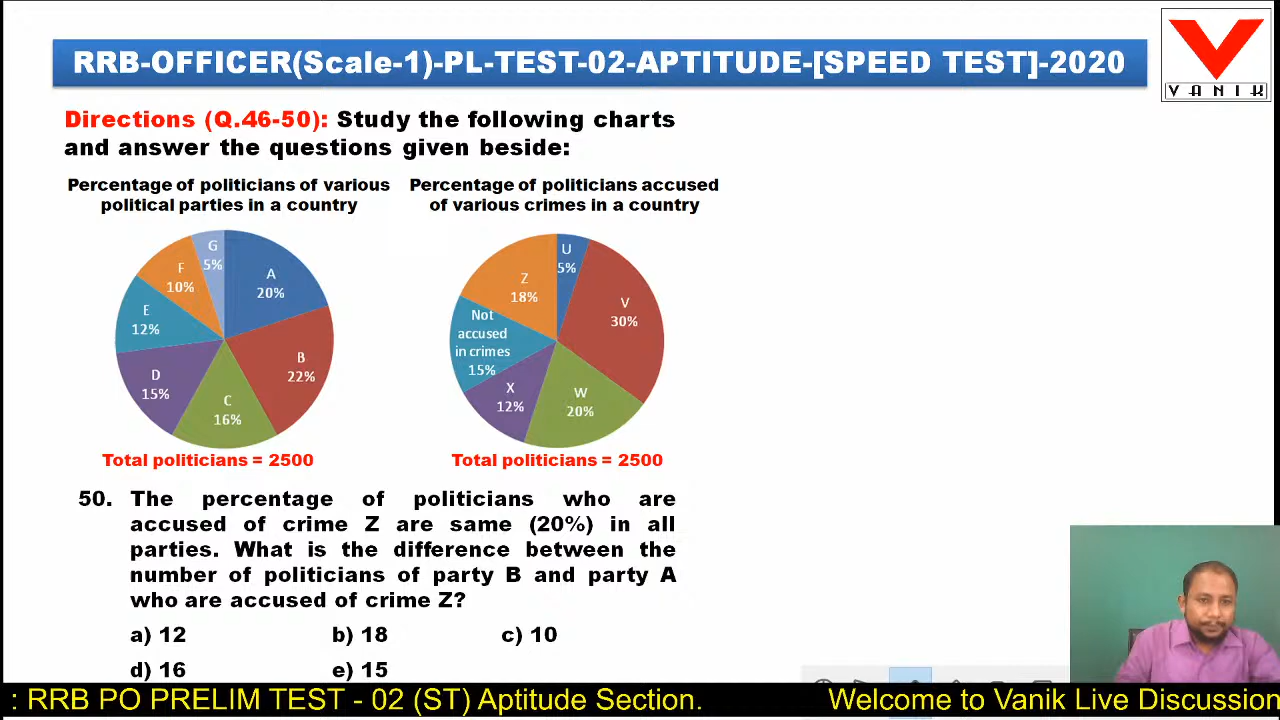 RRB-OFFICER(Scale-1)-PL-TEST-02-APTITUDE-[SPEED TEST]-2020
VANIK
Directions (Q.46-50): Study the following charts
and answer the questions given beside:
Percentage of politicians of various
political parties in a country
Percentage of politicians accused
of various crimes in a country
G
5%
A
20%
F
10%
E
12%
B
22%
D
15%
C
16%
U
5%
Z
18%
V
30%
Not
accused
in crimes
15%
X
12%
W
20%
Total politicians = 2500
Total politicians = 2500
50. The percentage of politicians who are
accused of crime Z are same (20%) in all
parties. What is the difference between the
number of politicians of party B and party A
who are accused of crime Z?
a) 12 b) 18 c) 10
d) 16 e) 15
: RRB PO PRELIM TEST - 02 (ST) Aptitude Section. Welcome to Vanik Live Discussion